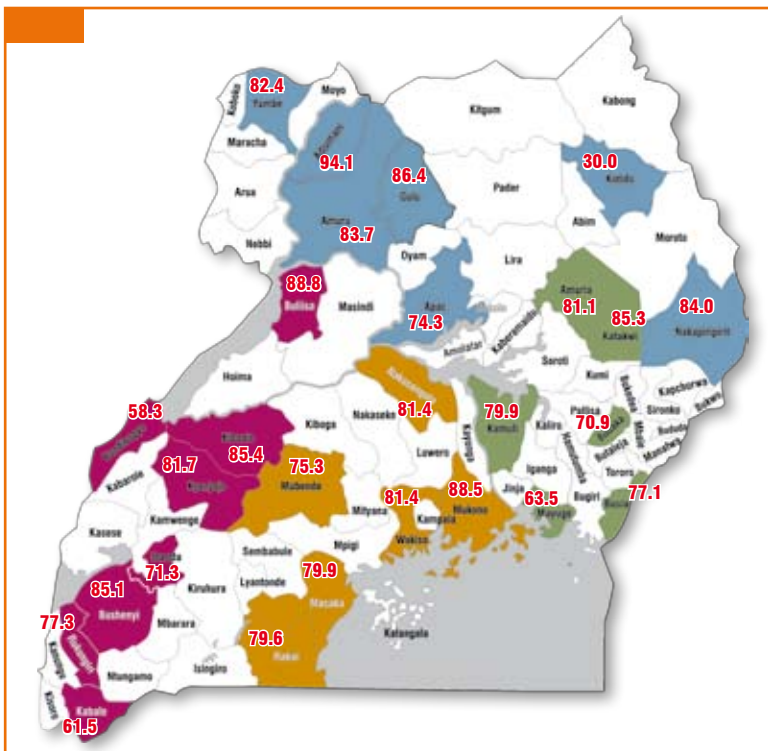 82.4
Yumbe
Moyo
Koboko
Kitgum
Kabong
Maracha
Adjumani
94.1
86.4
Gulu
30.0
Kotido
Arua
Pader
Abim
Amuru
83.7
Nebbi
Moroto
Oyam
Lira
88.8
Buliisa
Masindi
Apac
74.3
Amuria
81.1
85.3
Katakwi
84.0
Nakapiripirit
Kaberamaido
Amolatar
Soroti
Hoima
Kumi
Bukedea
Kapchorwa
Bukwo
58.3
81.4
Nakaseke
79.9
Kamuli
Kaliro
Pallisa
70.9
Sironko
Mbale
Bududa
Manafwa
Butaleja
Namutumba
Kiboga
Kibaale
85.4
81.7
Kyenjojo
75.3
Mubende
Luwero
Kayunga
Iganga
Tororo
Kabarole
81.4
88.5
Mukono
Jinja
63.5
Mayuge
Bugiri
77.1
Busia
Kasese
Kamwenge
Mityana
Kampala
Wakiso
Mpigi
Sembabule
71.3
85.1
Bushenyi
Kiruhura
Lyantonde
79.9
Masaka
77.3
Rukungiri
Kanungu
Mbarara
79.6
Rakai
Kalangala
Isingiro
Ntungamo
Kisoro
Kabale
61.5